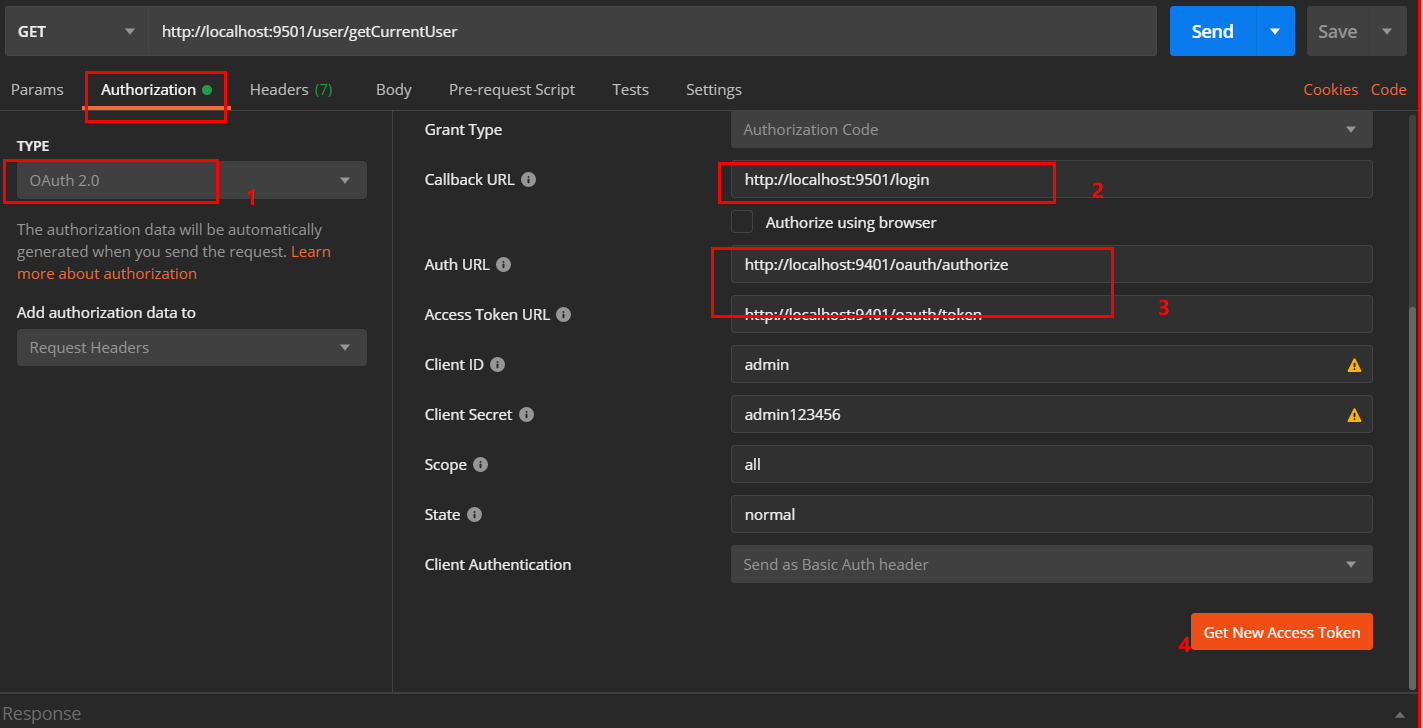 GET
http://localhost:9501/user/getCurrentUser
Send
Save
Params
Authorization
Headers (7)
Body
Pre-request Script
Tests
Settings
Cookies
Code
TYPE
OAuth 2.0
1
The authorization data will be automatically
generated when you send the request. Learn
more about authorization
Add authorization data to
Request Headers
Grant Type
Authorization Code
Callback URL
http://localhost:9501/login
2
Authorize using browser
Auth URL
http://localhost:9401/oauth/authorize
3
Access Token URL
http://localhost:9401/oauth/token
Client ID
admin
Client Secret
admin123456
Scope
all
State
normal
Client Authentication
Send as Basic Auth header
4
Get New Access Token
Response